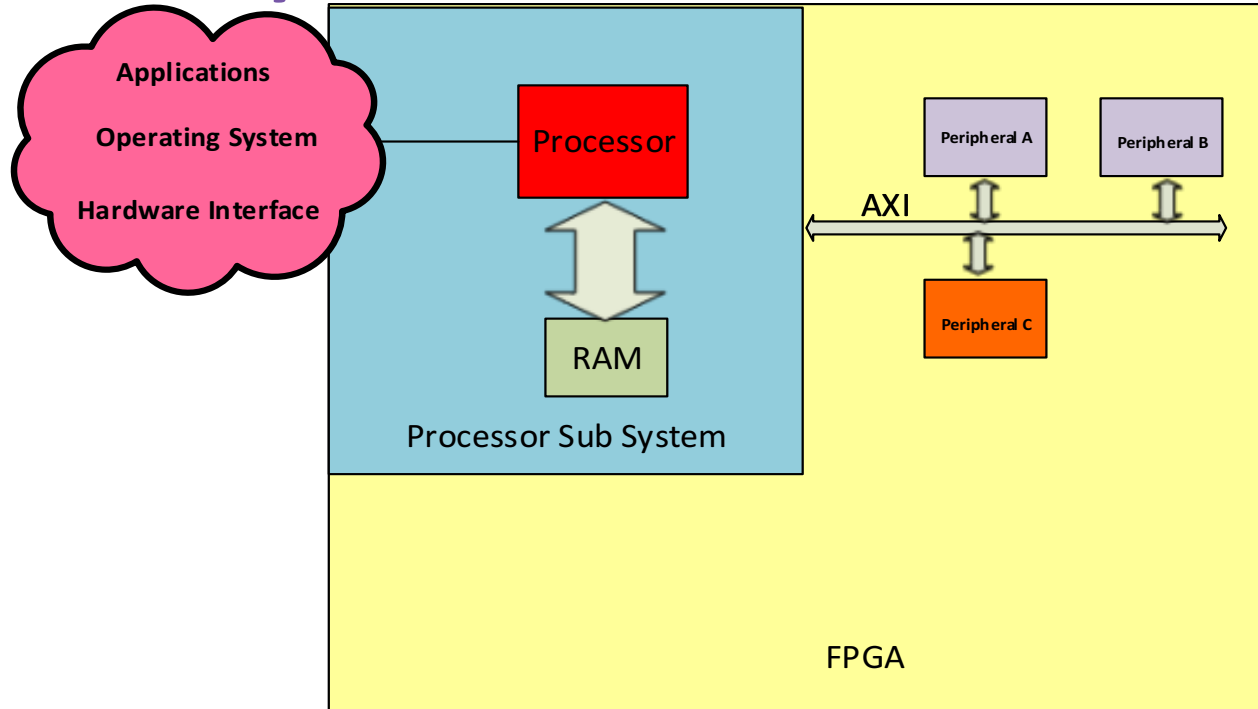 Applications
Operating System
Hardware Interface
Processor
RAM
Processor Sub System
Peripheral A
Peripheral B
AXI
Peripheral C
FPGA